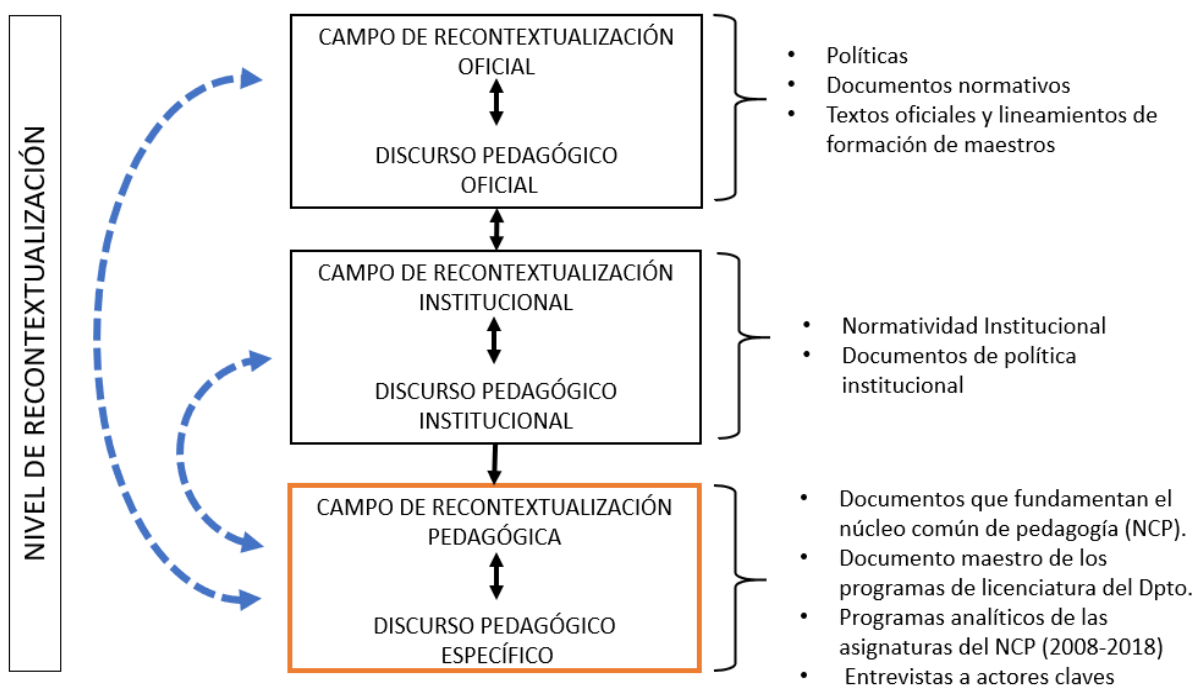 NIVEL DE RECONTEXTUALIZACIÓN
CAMPO DE RECONTEXTUALIZACIÓN
OFICIAL
DISCURSO PEDAGÓGICO
OFICIAL
• Políticas
• Documentos normativos
• Textos oficiales y lineamientos de
formación de maestros
CAMPO DE RECONTEXTUALIZACIÓN
INSTITUCIONAL
DISCURSO PEDAGÓGICO
INSTITUCIONAL
• Normatividad Institucional
• Documentos de política
institucional
CAMPO DE RECONTEXTUALIZACIÓN
PEDAGÓGICA
DISCURSO PEDAGÓGICO
ESPECÍFICO
• Documentos que fundamentan el
núcleo común de pedagogía (NCP).
• Documento maestro de los
programas de licenciatura del Dpto.
• Programas analíticos de las
asignaturas del NCP (2008-2018)
• Entrevistas a actores claves